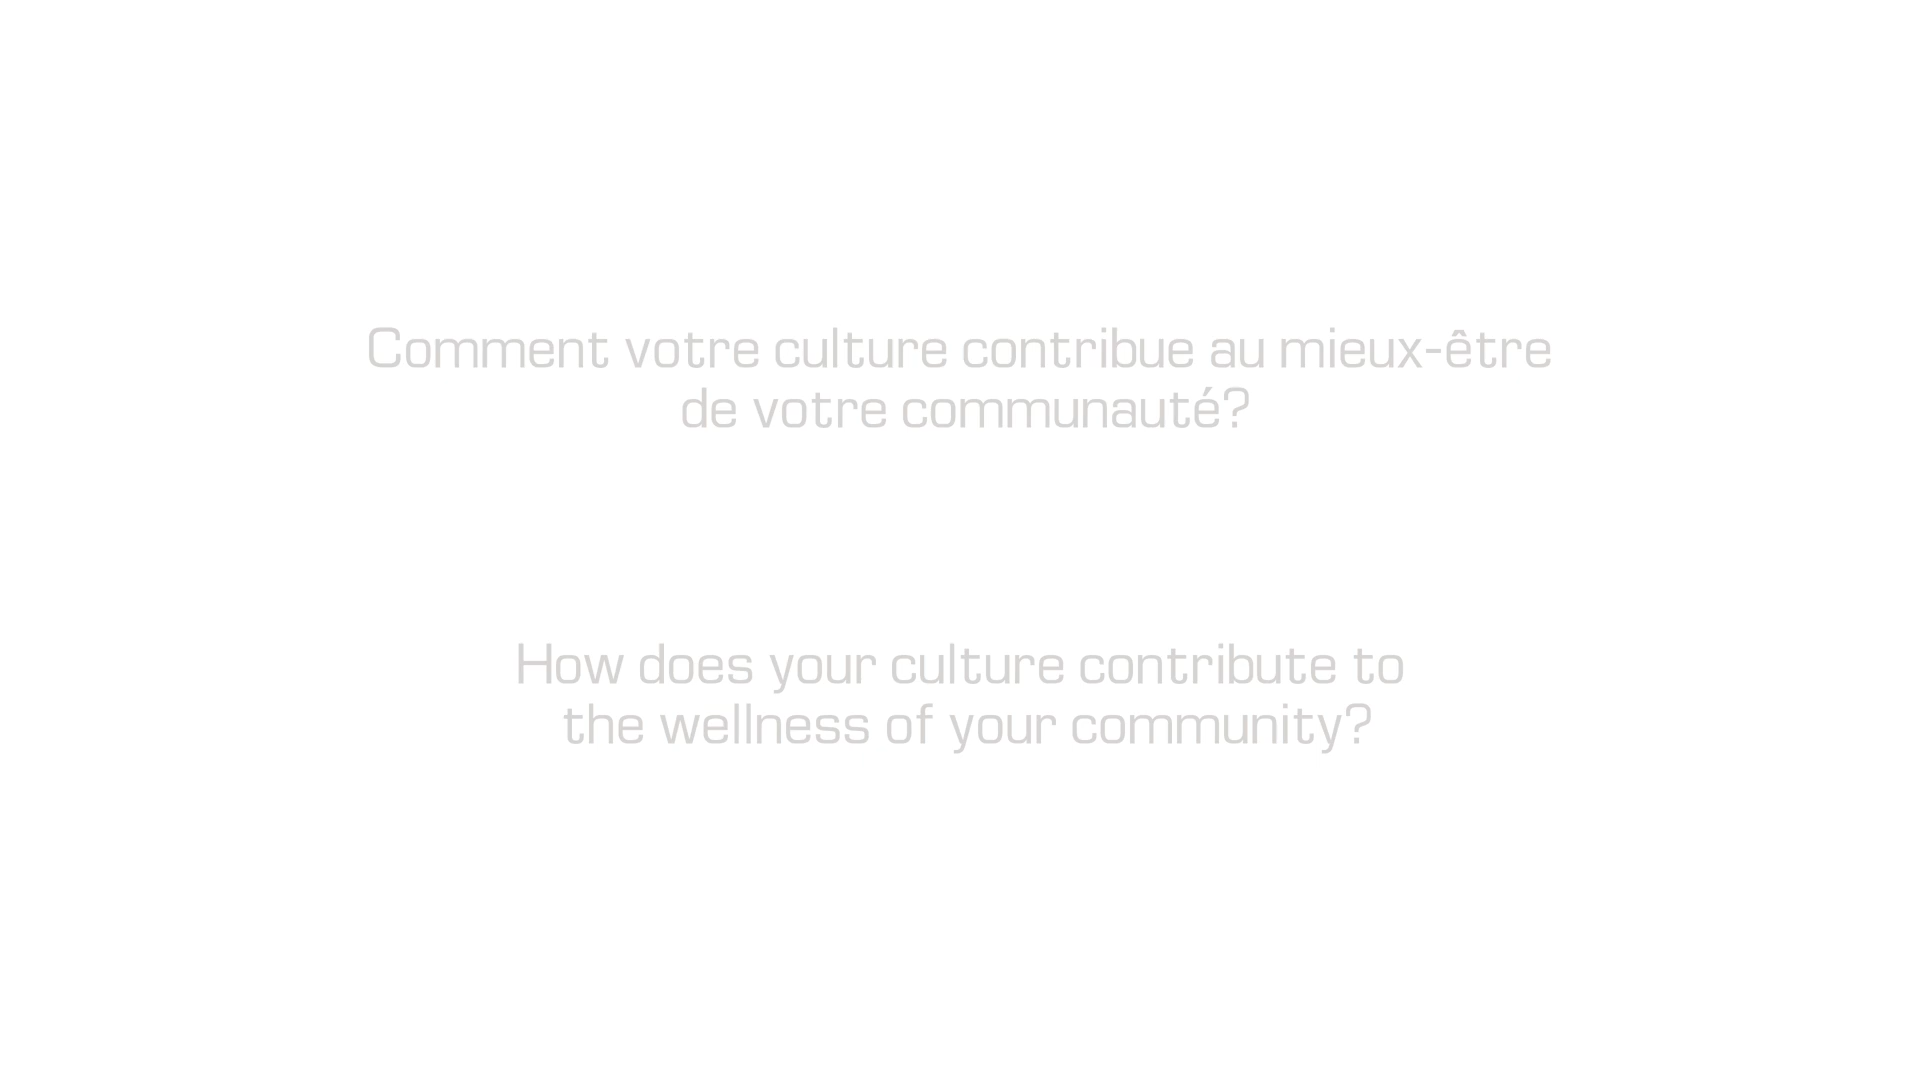 Comment votre culture contribue au mieux-être
de votre communauté?
How does your culture contribute to
the wellness of your community?